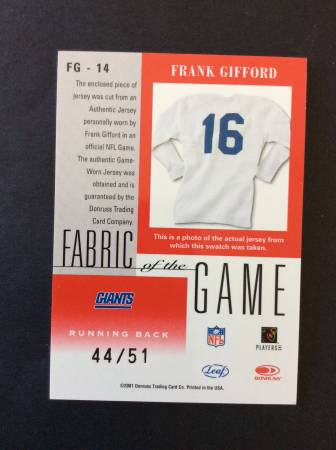 FG - 14
FRANK GIFFORD
The enclosed piece of
jersey was cut from an
Authentic Jersey
personally worn by
Frank Gifford in an
official NFL Game.
The authentic Game-
Worn Jersey was
obtained and is
guaranteed by the
Donruss Trading
Card Company.
16
This is a photo of the actual jersey from
which this swatch was taken.
FABRIC
of the
GAME
GIANTS
RUNNING BACK
44/51
NFL
PLAYERS INC
Leaf
DONRUSS
©2001 Donruss Trading Card Co. Printed in the USA.